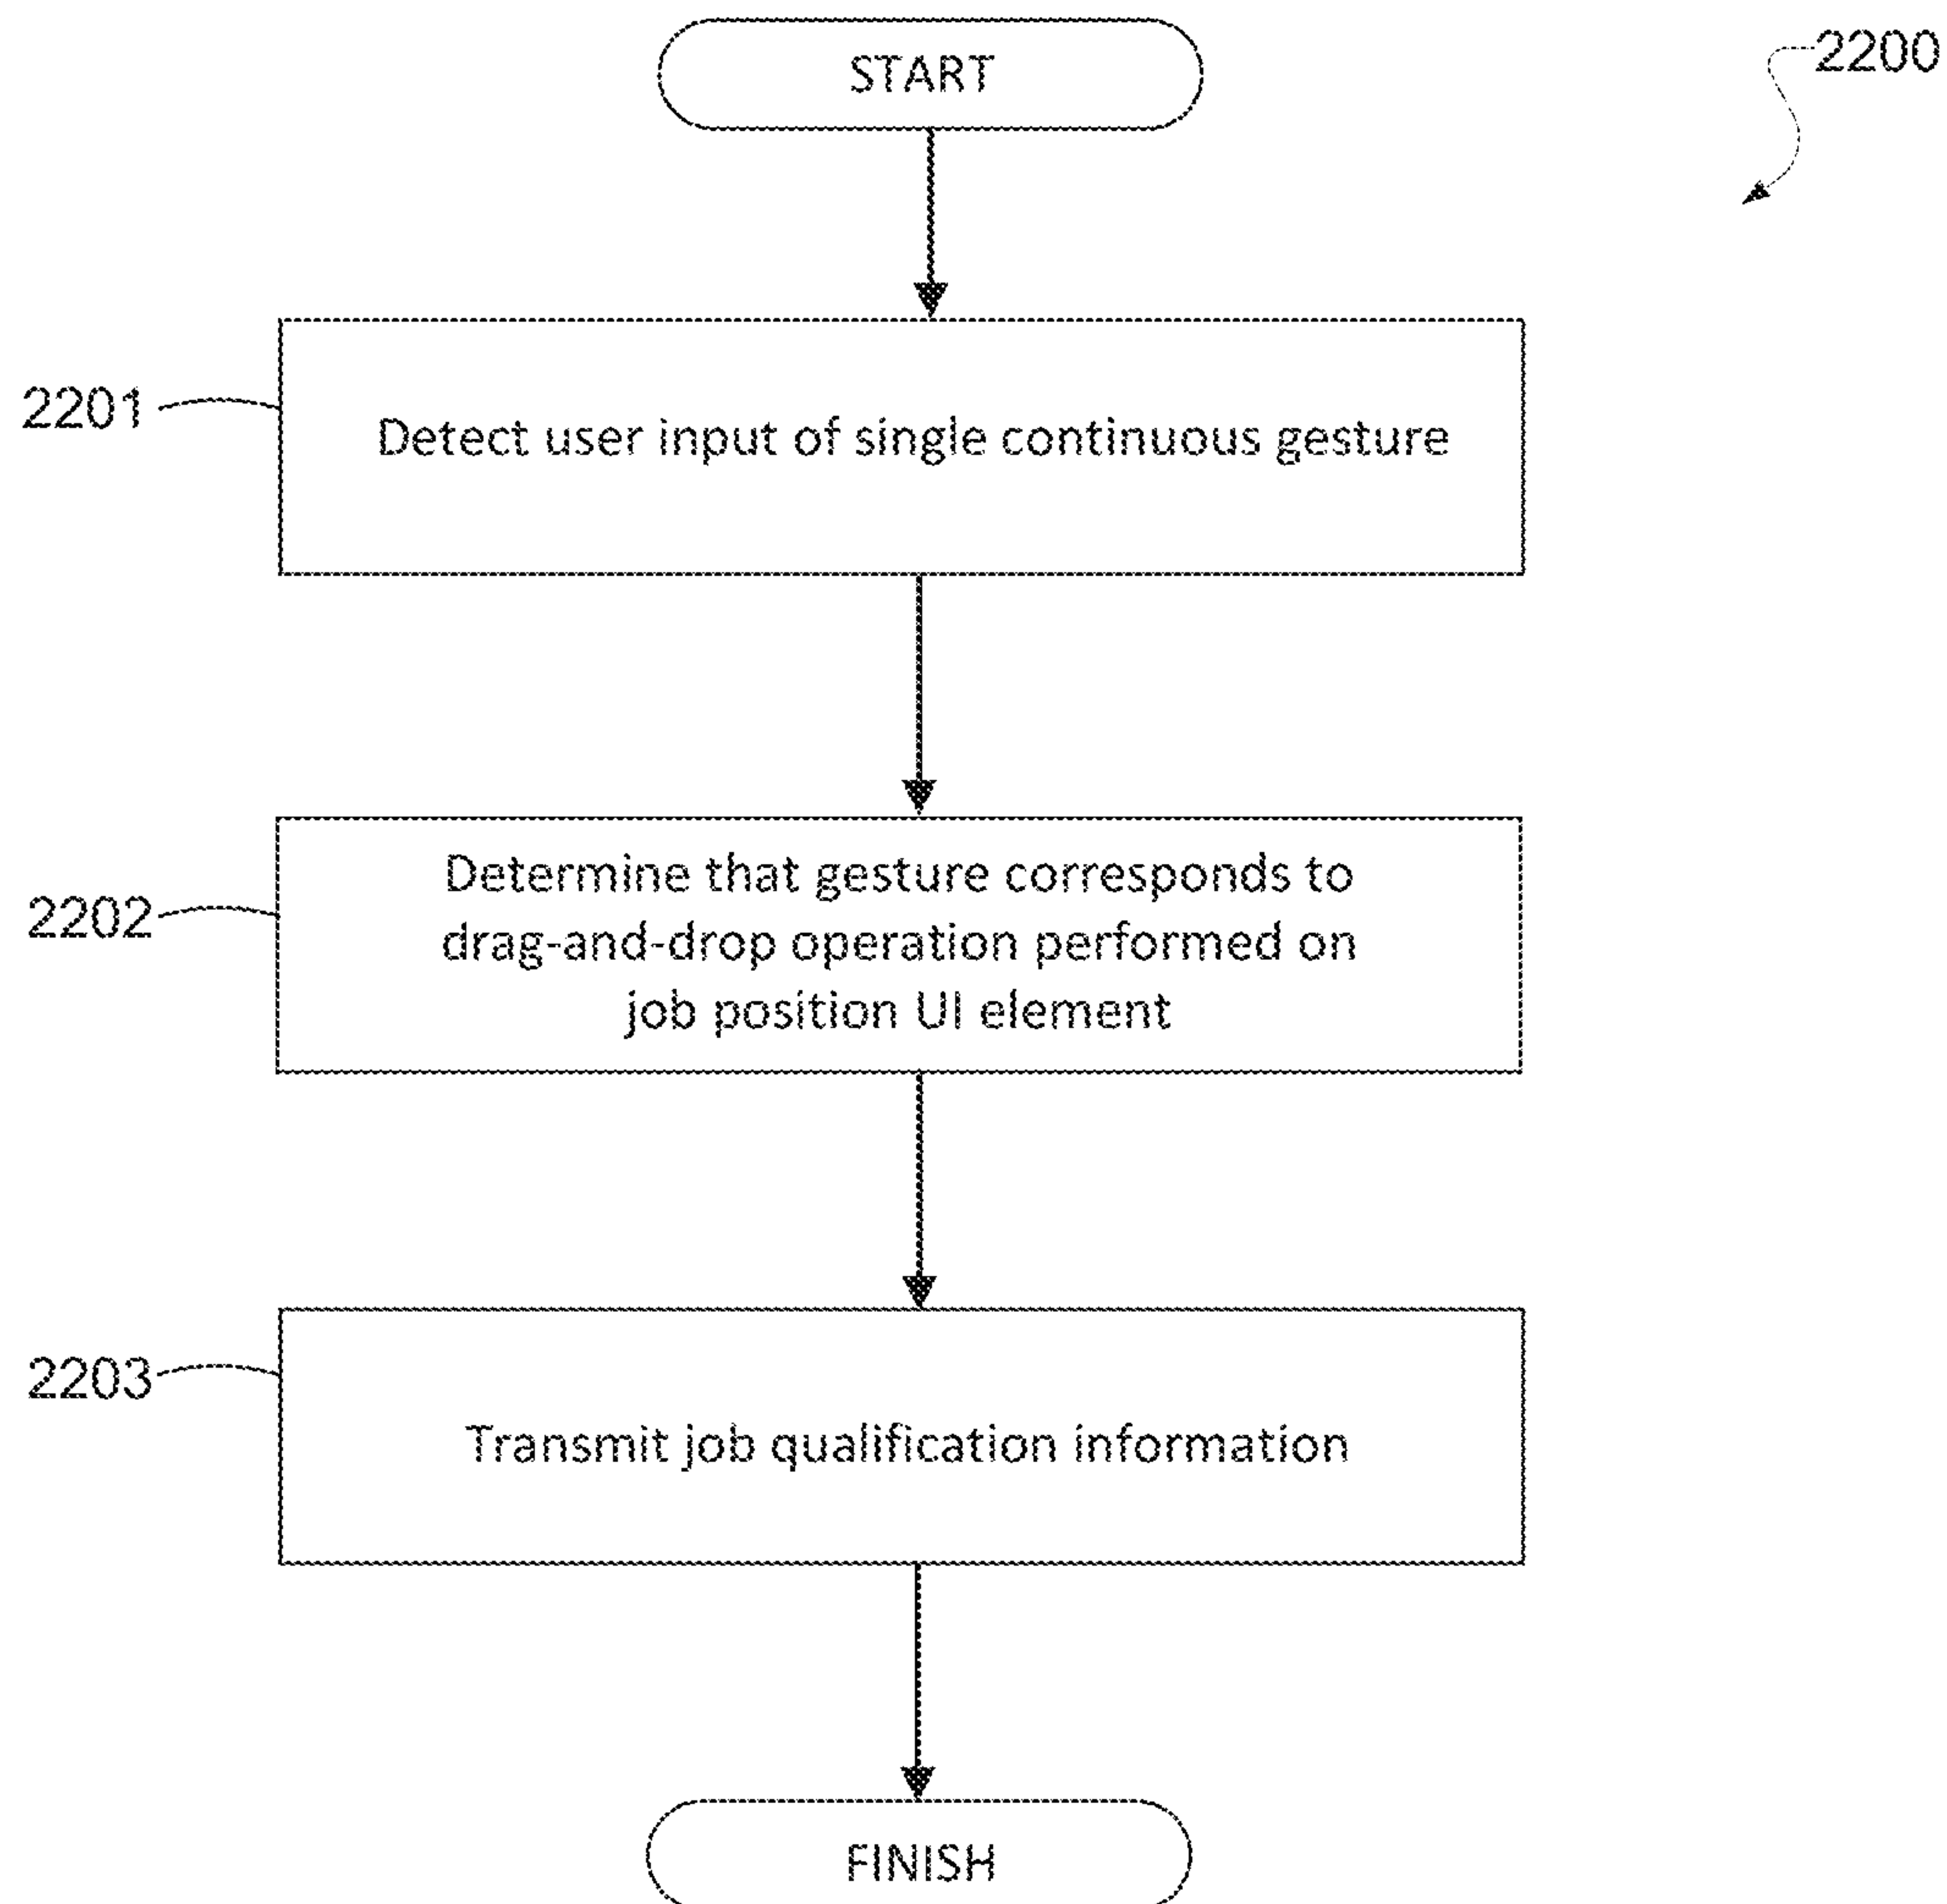 START
2200
2201
Detect user input of single continuous gesture
2202
Determine that gesture corresponds to
drag-and-drop operation performed on
job position UI element
2203
Transmit job qualification information
FINISH